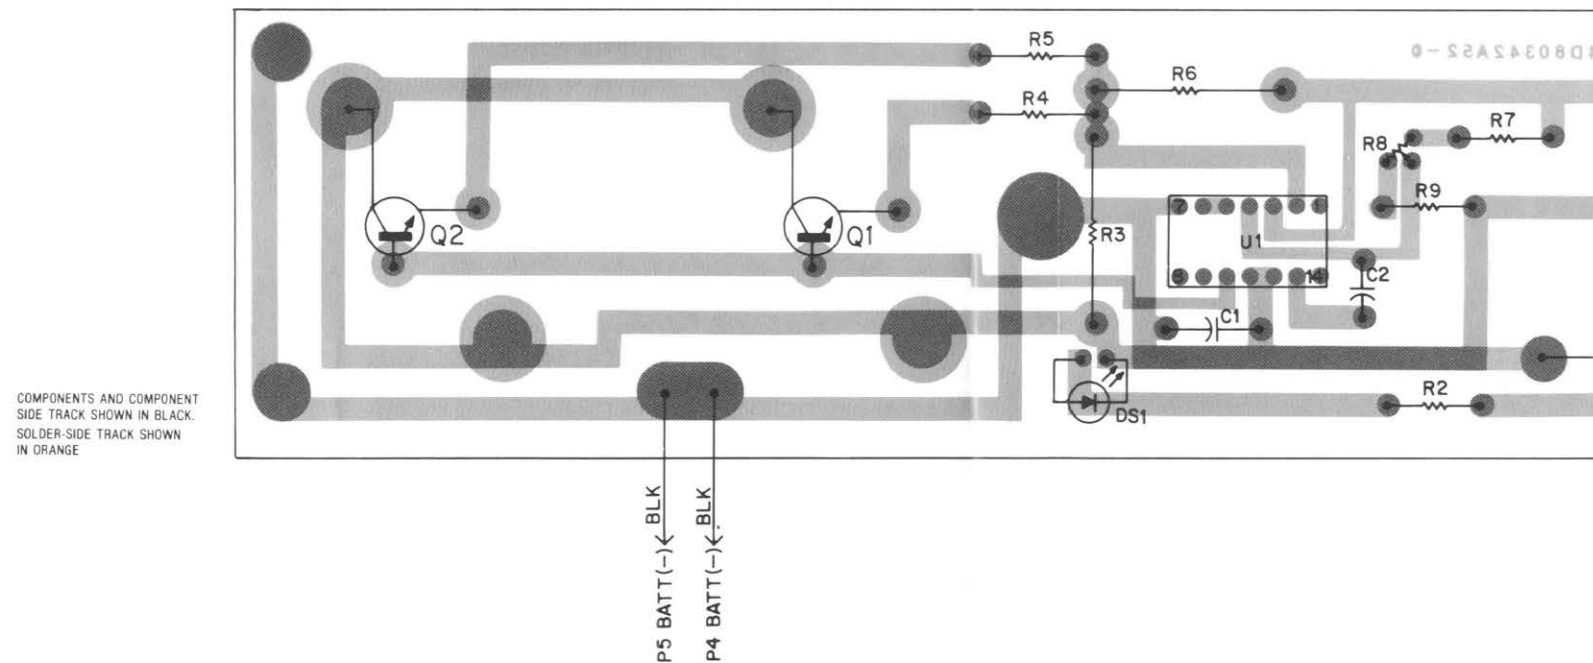 R5
R6
R4
R7
R8
R9
Q2
Q1
R3
7
1
U1
8
14
C2
C1
DS1
R2
COMPONENTS AND COMPONENT
SIDE TRACK SHOWN IN BLACK.
SOLDER-SIDE TRACK SHOWN
IN ORANGE
P5 BATT(-) BLK
P4 BATT(-) BLK